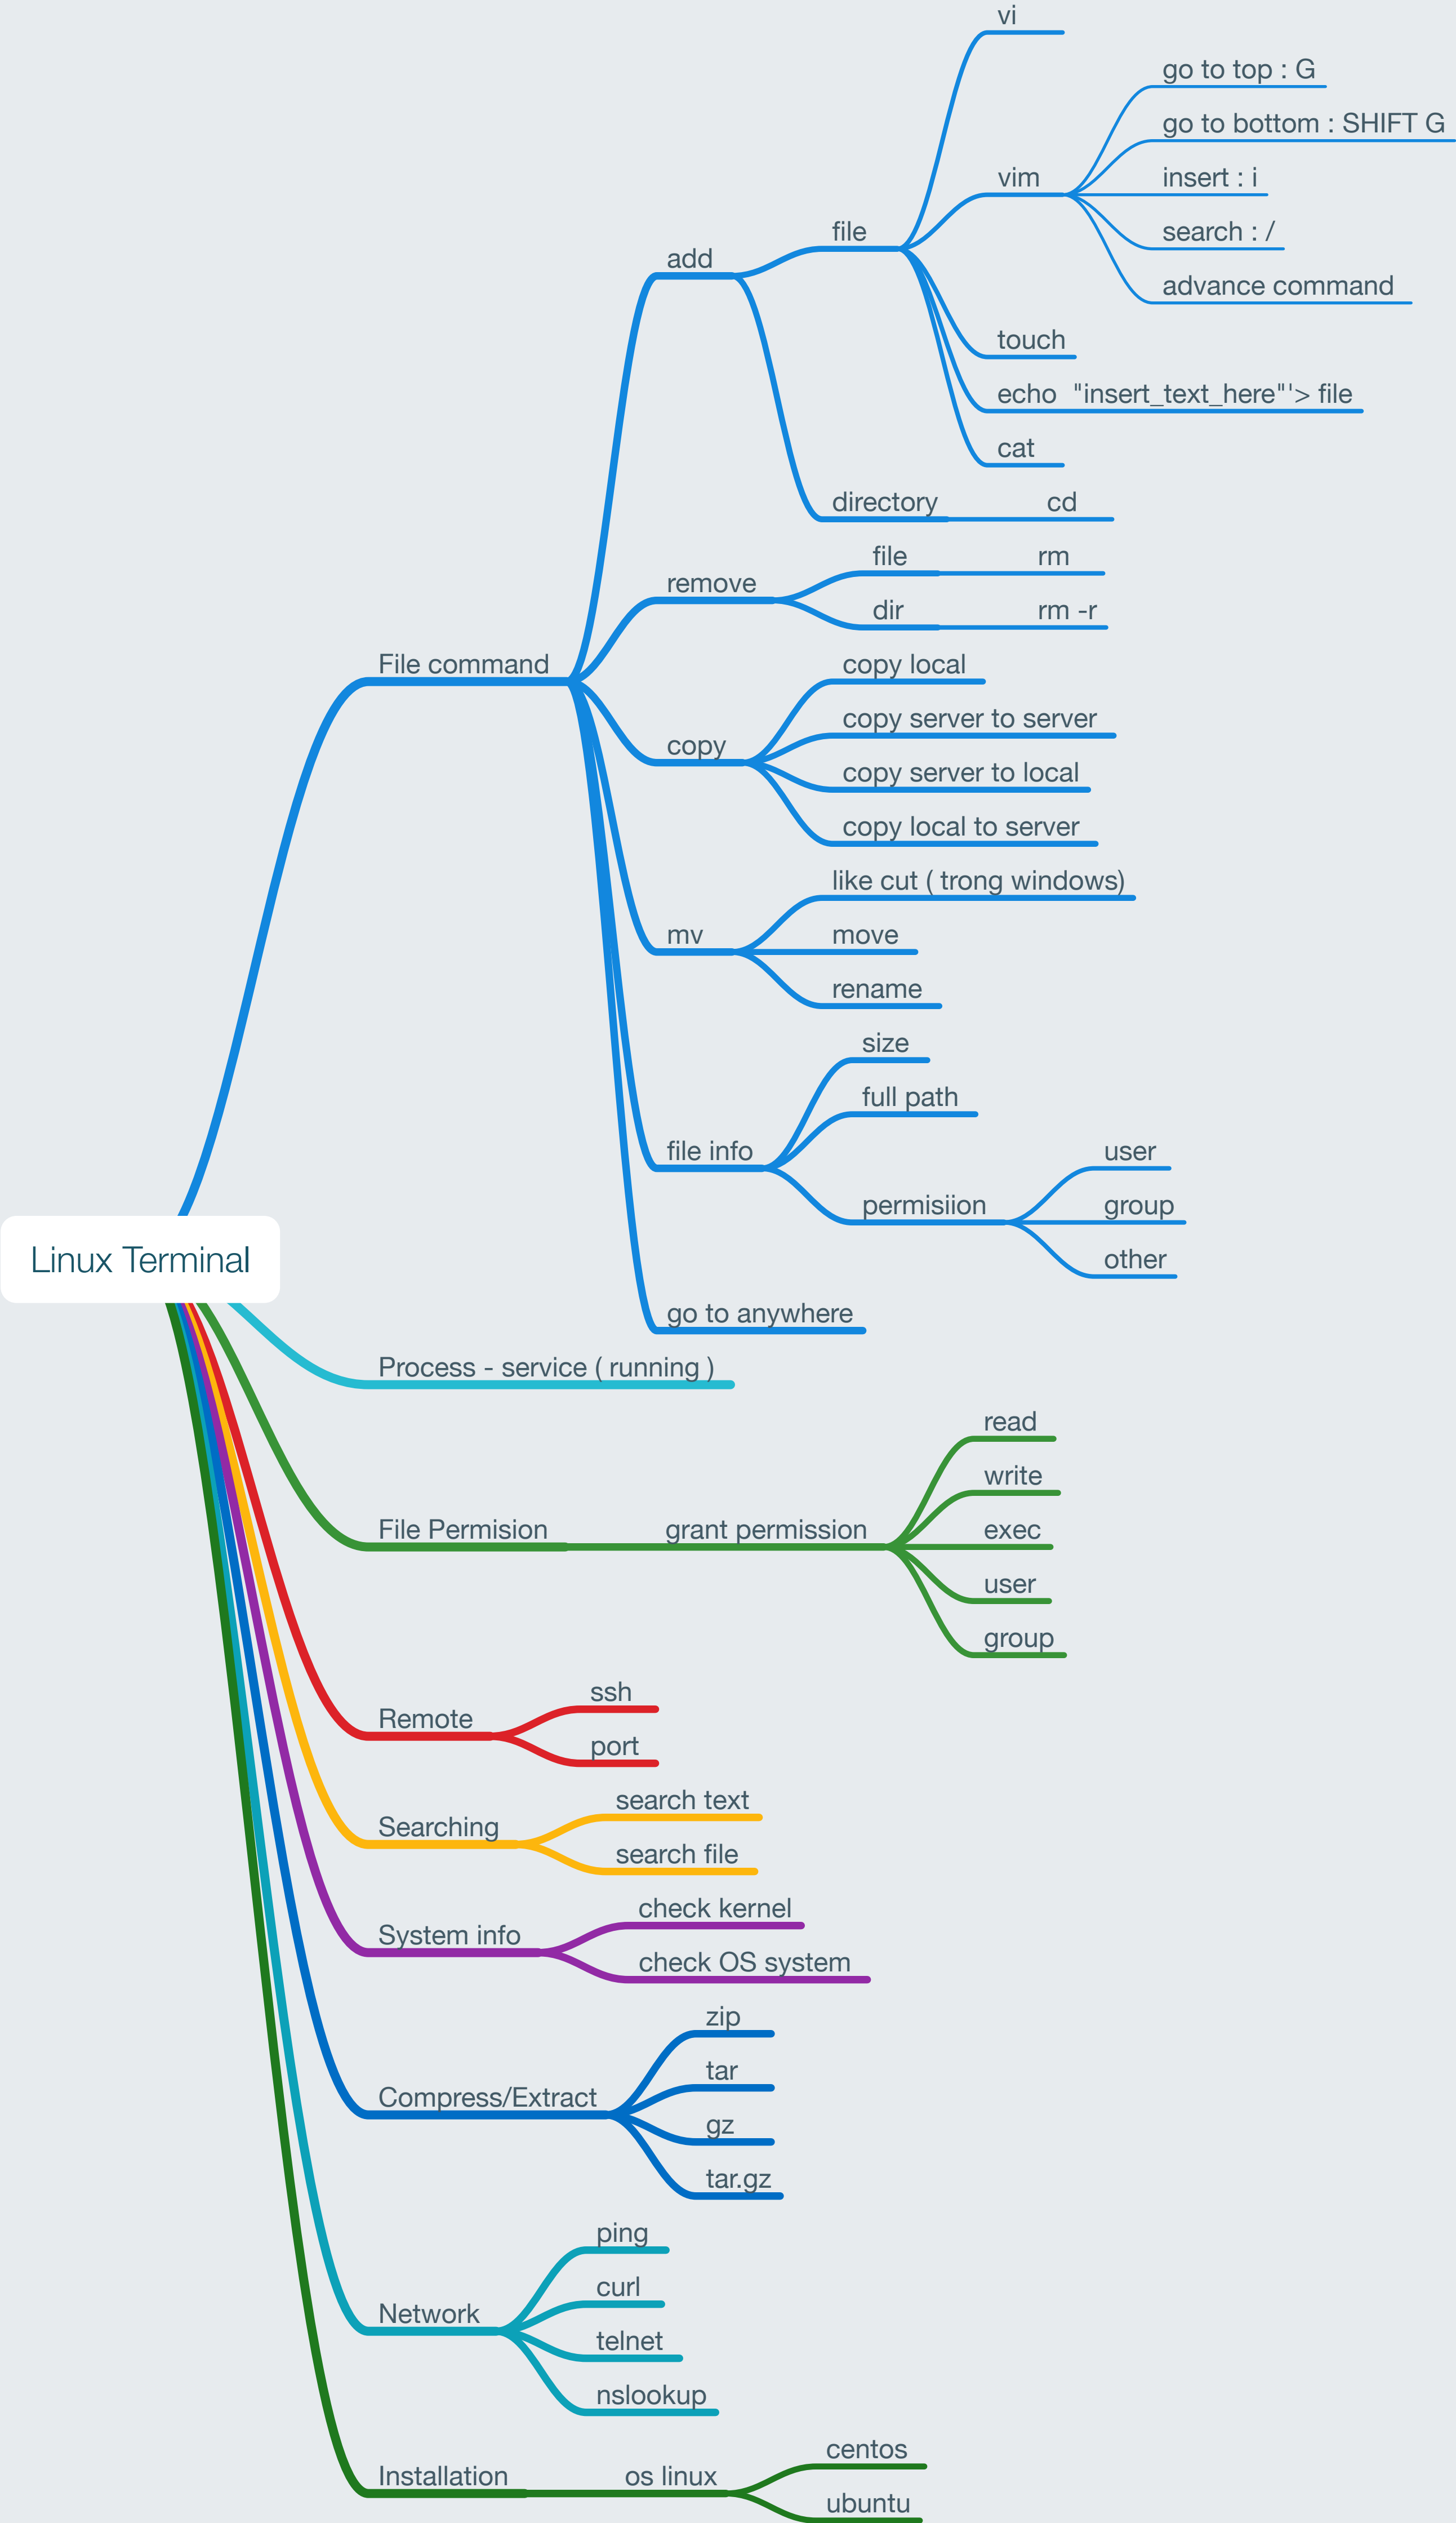 vi
go to top : G
go to bottom : SHIFT G
vim
insert : i
search : /
advance command
file
add
touch
echo  "insert_text_here"'> file
cat
directory
cd
file
rm
remove
dir
rm -r
File command
copy local
copy server to server
copy
copy server to local
copy local to server
like cut ( trong windows)
mv
move
rename
size
full path
file info
user
permisiion
group
other
Linux Terminal
go to anywhere
Process - service ( running )
read
write
File Permision
grant permission
exec
user
group
ssh
Remote
port
search text
Searching
search file
check kernel
System info
check OS system
zip
tar
Compress/Extract
gz
tar.gz
ping
curl
Network
telnet
nslookup
centos
Installation
os linux
ubuntu